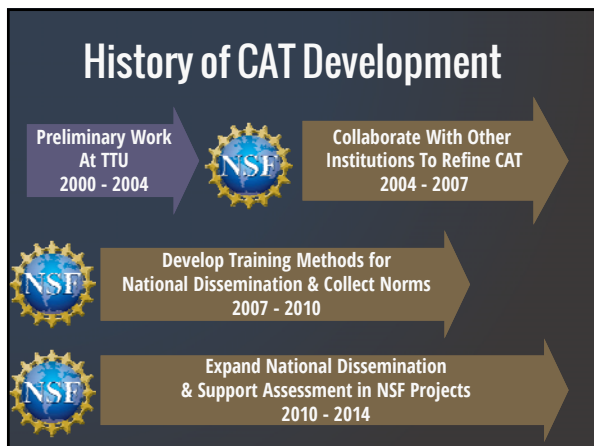 History of CAT Development
Preliminary Work
At TTU
2000 - 2004
NSF
Collaborate With Other
Institutions To Refine CAT
2004 - 2007
NSF
Develop Training Methods for
National Dissemination & Collect Norms
2007 - 2010
NSF
Expand National Dissemination
& Support Assessment in NSF Projects
2010 - 2014